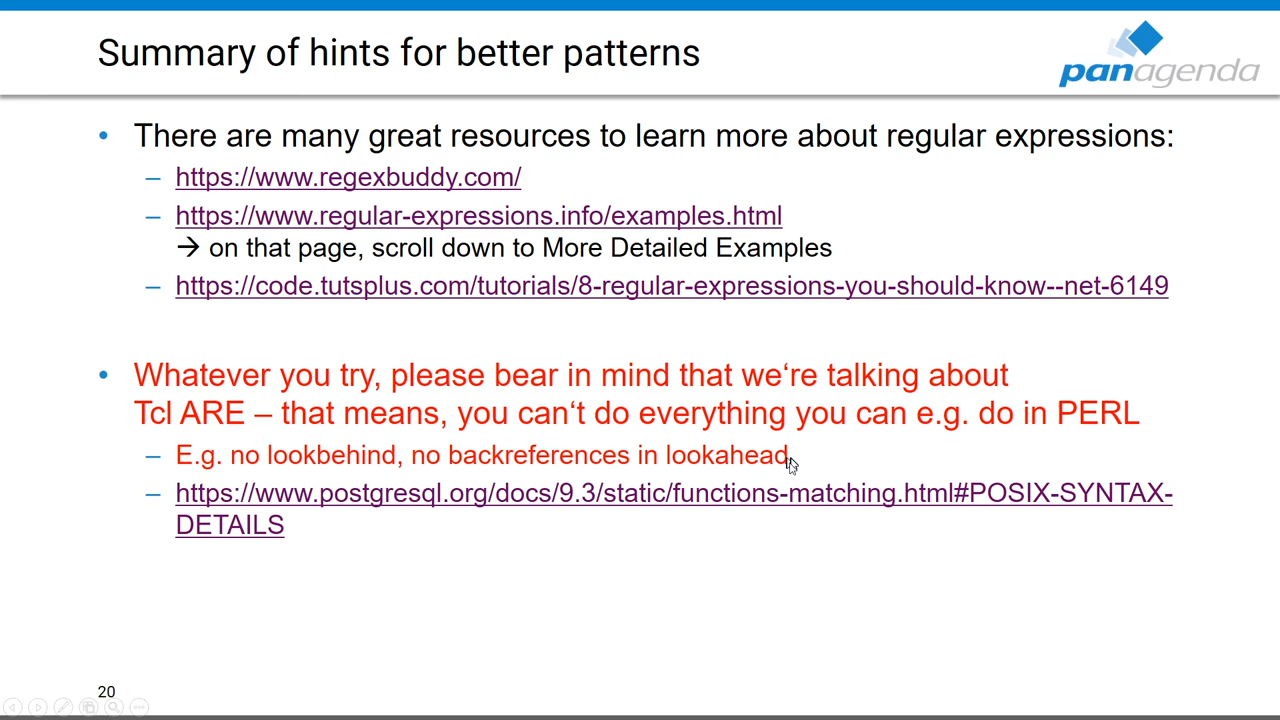 Summary of hints for better patterns
panagenda
• There are many great resources to learn more about regular expressions:
– https://www.regexbuddy.com/
– https://www.regular-expressions.info/examples.html
→ on that page, scroll down to More Detailed Examples
– https://code.tutsplus.com/tutorials/8-regular-expressions-you-should-know--net-6149
• Whatever you try, please bear in mind that we‘re talking about
Tcl ARE – that means, you can‘t do everything you can e.g. do in PERL
– E.g. no lookbehind, no backreferences in lookahead
– https://www.postgresql.org/docs/9.3/static/functions-matching.html#POSIX-SYNTAX-
DETAILS
20